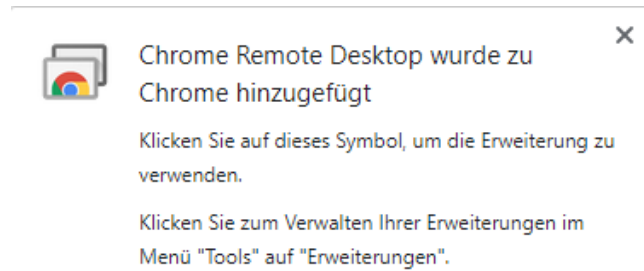 Chrome Remote Desktop wurde zu
Chrome hinzugefügt
Klicken Sie auf dieses Symbol, um die Erweiterung zu
verwenden.
Klicken Sie zum Verwalten Ihrer Erweiterungen im
Menü "Tools" auf "Erweiterungen".